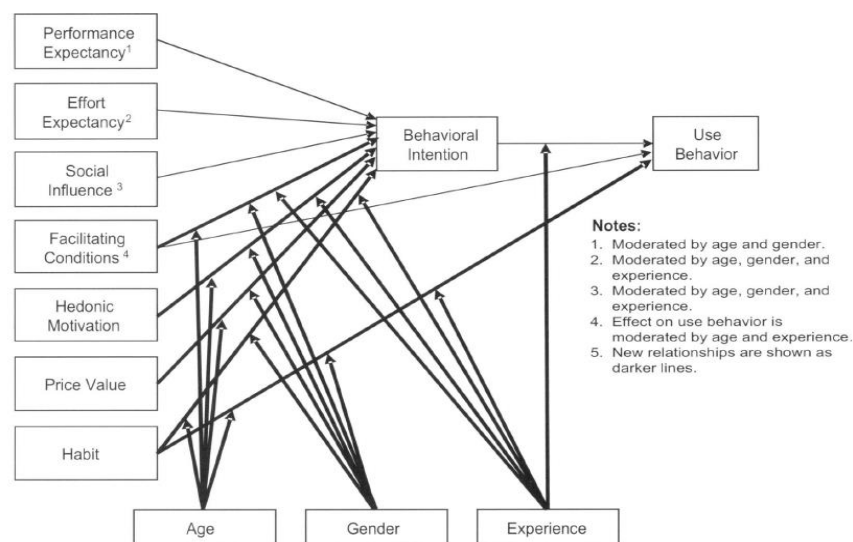 Performance
Expectancy1
Effort
Expectancy2
Social
Influence 3
Facilitating
Conditions 4
Hedonic
Motivation
Price Value
Habit
Behavioral
Intention
Use
Behavior
Notes:
1. Moderated by age and gender.
2. Moderated by age, gender, and
experience.
3. Moderated by age, gender, and
experience.
4. Effect on use behavior is
moderated by age and experience.
5. New relationships are shown as
darker lines.
Age
Gender
Experience